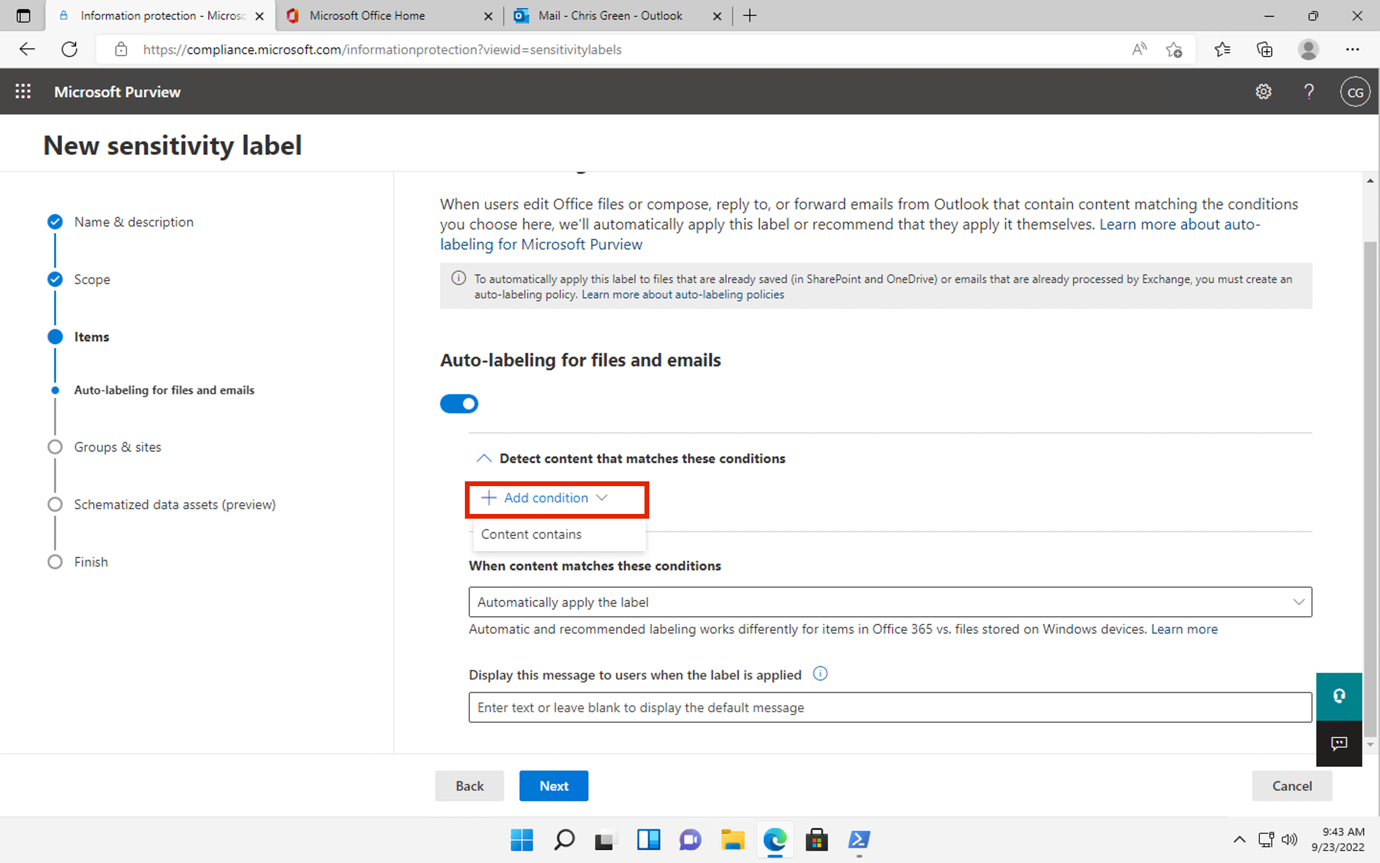 Information protection - Microso
Microsoft Office Home
Mail - Chris Green - Outlook
https://compliance.microsoft.com/informationprotection?viewid=sensitivitylabels
Microsoft Purview
CG
New sensitivity label
Name & description
Scope
Items
Auto-labeling for files and emails
Groups & sites
Schematized data assets (preview)
Finish
When users edit Office files or compose, reply to, or forward emails from Outlook that contain content matching the conditions
you choose here, we'll automatically apply this label or recommend that they apply it themselves. Learn more about auto-
labeling for Microsoft Purview
To automatically apply this label to files that are already saved (in SharePoint and OneDrive) or emails that are already processed by Exchange, you must create an
auto-labeling policy. Learn more about auto-labeling policies
Auto-labeling for files and emails
Detect content that matches these conditions
Add condition
Content contains
When content matches these conditions
Automatically apply the label
Automatic and recommended labeling works differently for items in Office 365 vs. files stored on Windows devices. Learn more
Display this message to users when the label is applied
Enter text or leave blank to display the default message
Back
Next
Cancel
9:43 AM
9/23/2022